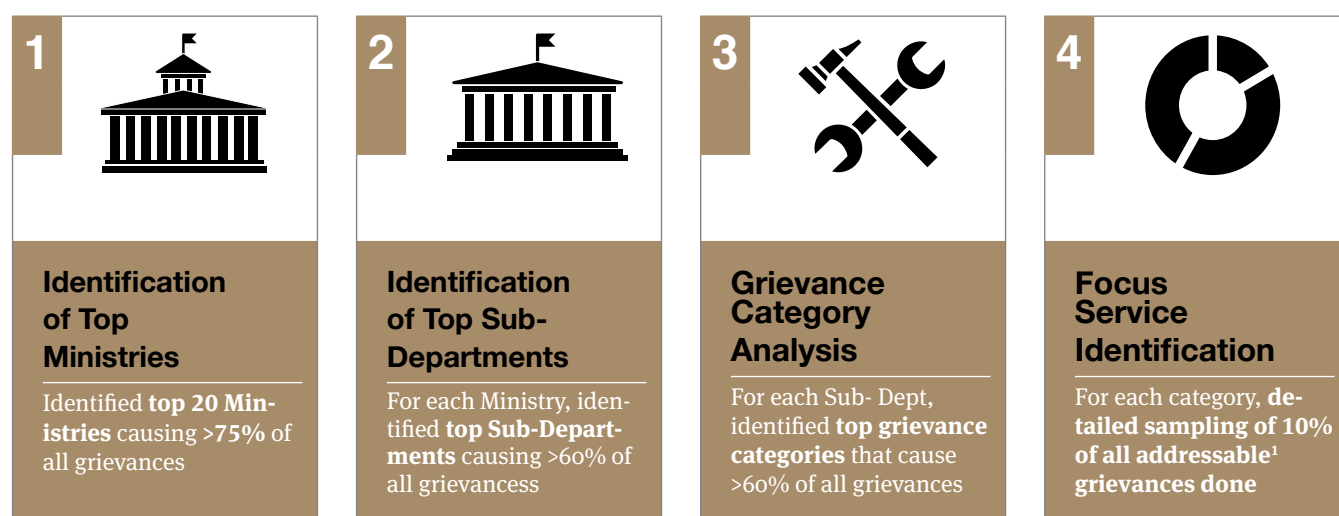 1
Identification
of Top
Ministries
Identified top 20 Min-
istries causing >75% of
all grievances
2
Identification
of Top Sub-
Departments
For each Ministry, iden-
tified top Sub-Depart-
ments causing >60% of
all grievancess
3
Grievance
Category
Analysis
For each Sub- Dept,
identified top grievance
categories that cause
>60% of all grievances
4
Focus
Service
Identification
For each category, de-
tailed sampling of 10%
of all addressable¹
grievances done